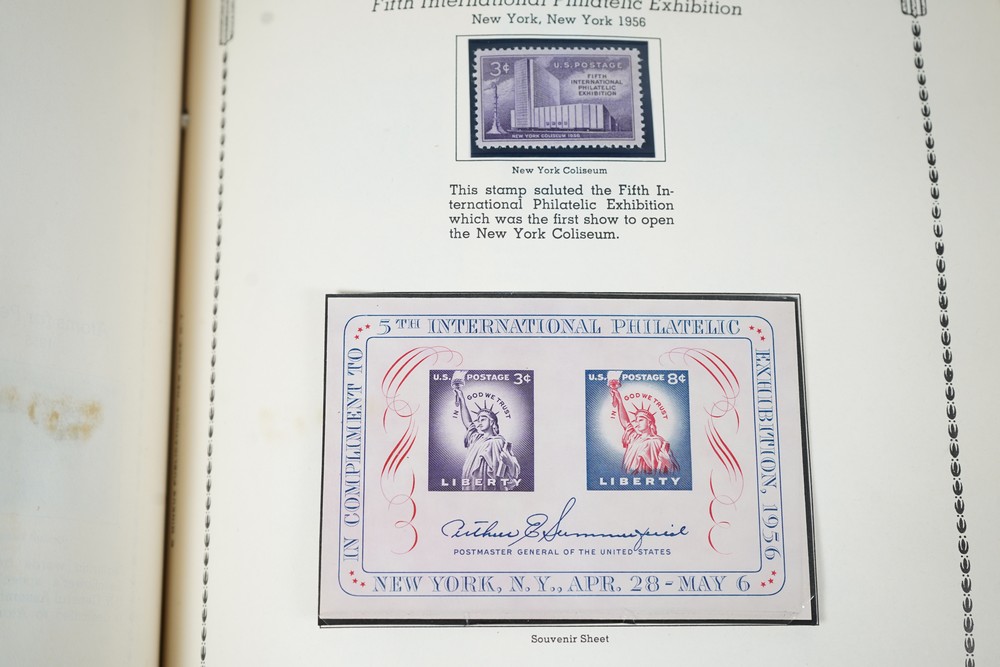 Fifth International Philatelic Exhibition
New York, New York 1956
3¢
U.S. POSTAGE
FIFTH
INTERNATIONAL
PHILATELIC
EXHIBITION
NEW YORK COLISEUM 1956
New York Coliseum
This stamp saluted the Fifth In-
ternational Philatelic Exhibition
which was the first show to open
the New York Coliseum.
IN COMPLIMENT TO
5TH INTERNATIONAL PHILATELIC
EXHIBITION, 1956
U.S. POSTAGE 3¢
IN GOD WE TRUST
LIBERTY
U.S. POSTAGE 8¢
IN GOD WE TRUST
LIBERTY
Arthur E Summerfield
POSTMASTER GENERAL OF THE UNITED STATES
NEW YORK, N.Y., APR. 28 - MAY 6
Souvenir Sheet